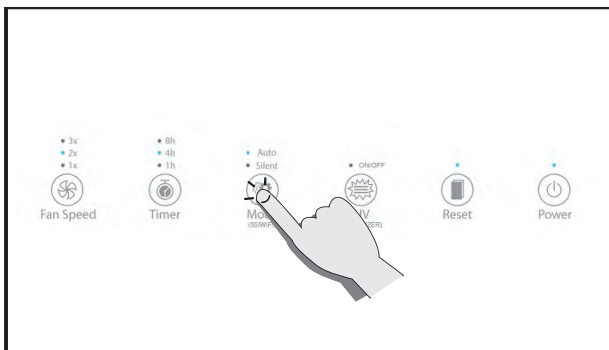 3x
2x
1x
Fan Speed
8h
4h
1h
Timer
Auto
Silent
ON/OFF
Reset
Power